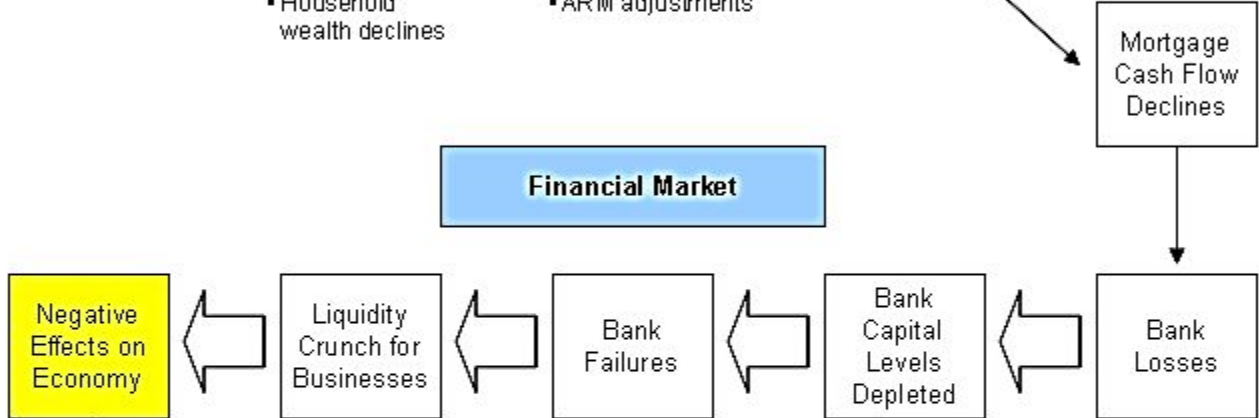 ▪ Household
wealth declines
▪ ARM adjustments
Mortgage
Cash Flow
Declines
Financial Market
Negative
Effects on
Economy
Liquidity
Crunch for
Businesses
Bank
Failures
Bank
Capital
Levels
Depleted
Bank
Losses